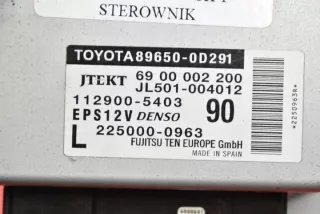 STEROWNIK
TOYOTA 89650-0D291
JTEKT 69 00 002 200
JL501-004012
112900-5403 90
EPS12V DENSO
L 225000-0963
FUJITSU TEN EUROPE GmbH
MADE IN SPAIN
*2250963R*